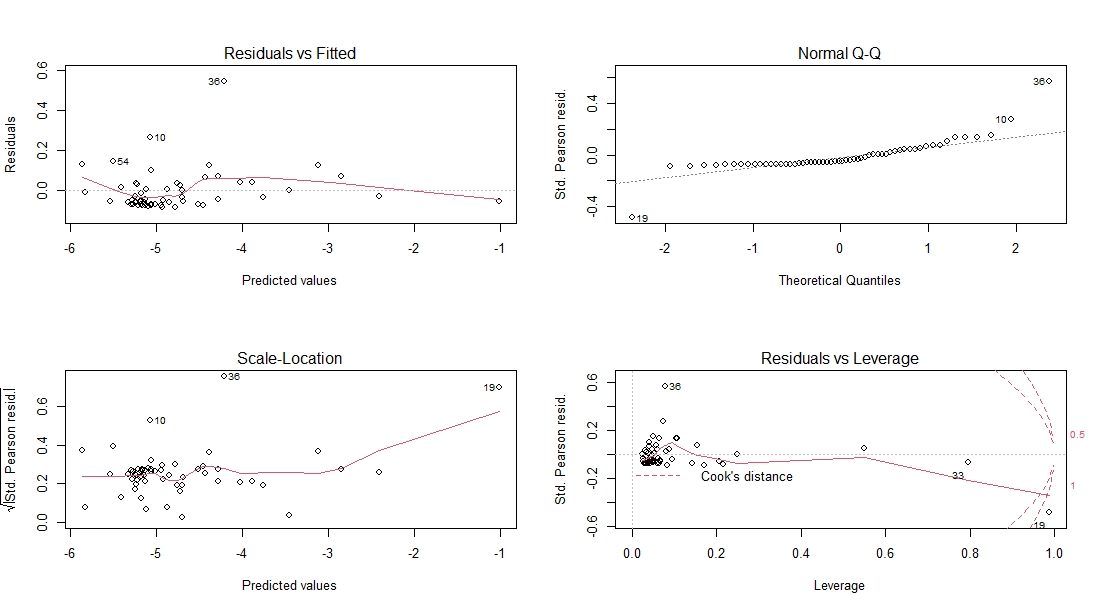 Residuals vs Fitted
Residuals
0.0 0.2 0.4 0.6
36
10
54
-6 -5 -4 -3 -2 -1
Predicted values
Normal Q-Q
Std. Pearson resid.
-0.4 0.0 0.4
36
10
19
-2 -1 0 1 2
Theoretical Quantiles
Scale-Location
√|Std. Pearson resid.|
0.0 0.2 0.4 0.6
36
19
10
-6 -5 -4 -3 -2 -1
Predicted values
Residuals vs Leverage
Std. Pearson resid.
-0.6 -0.2 0.2 0.6
36
0.5
33
Cook's distance
1
19
0.0 0.2 0.4 0.6 0.8 1.0
Leverage